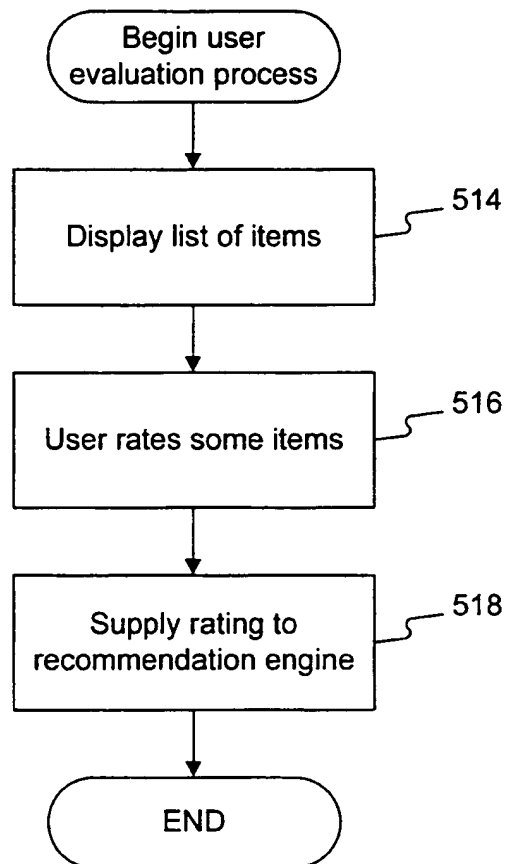 Begin user
evaluation process
Display list of items
514
User rates some items
516
Supply rating to
recommendation engine
518
END